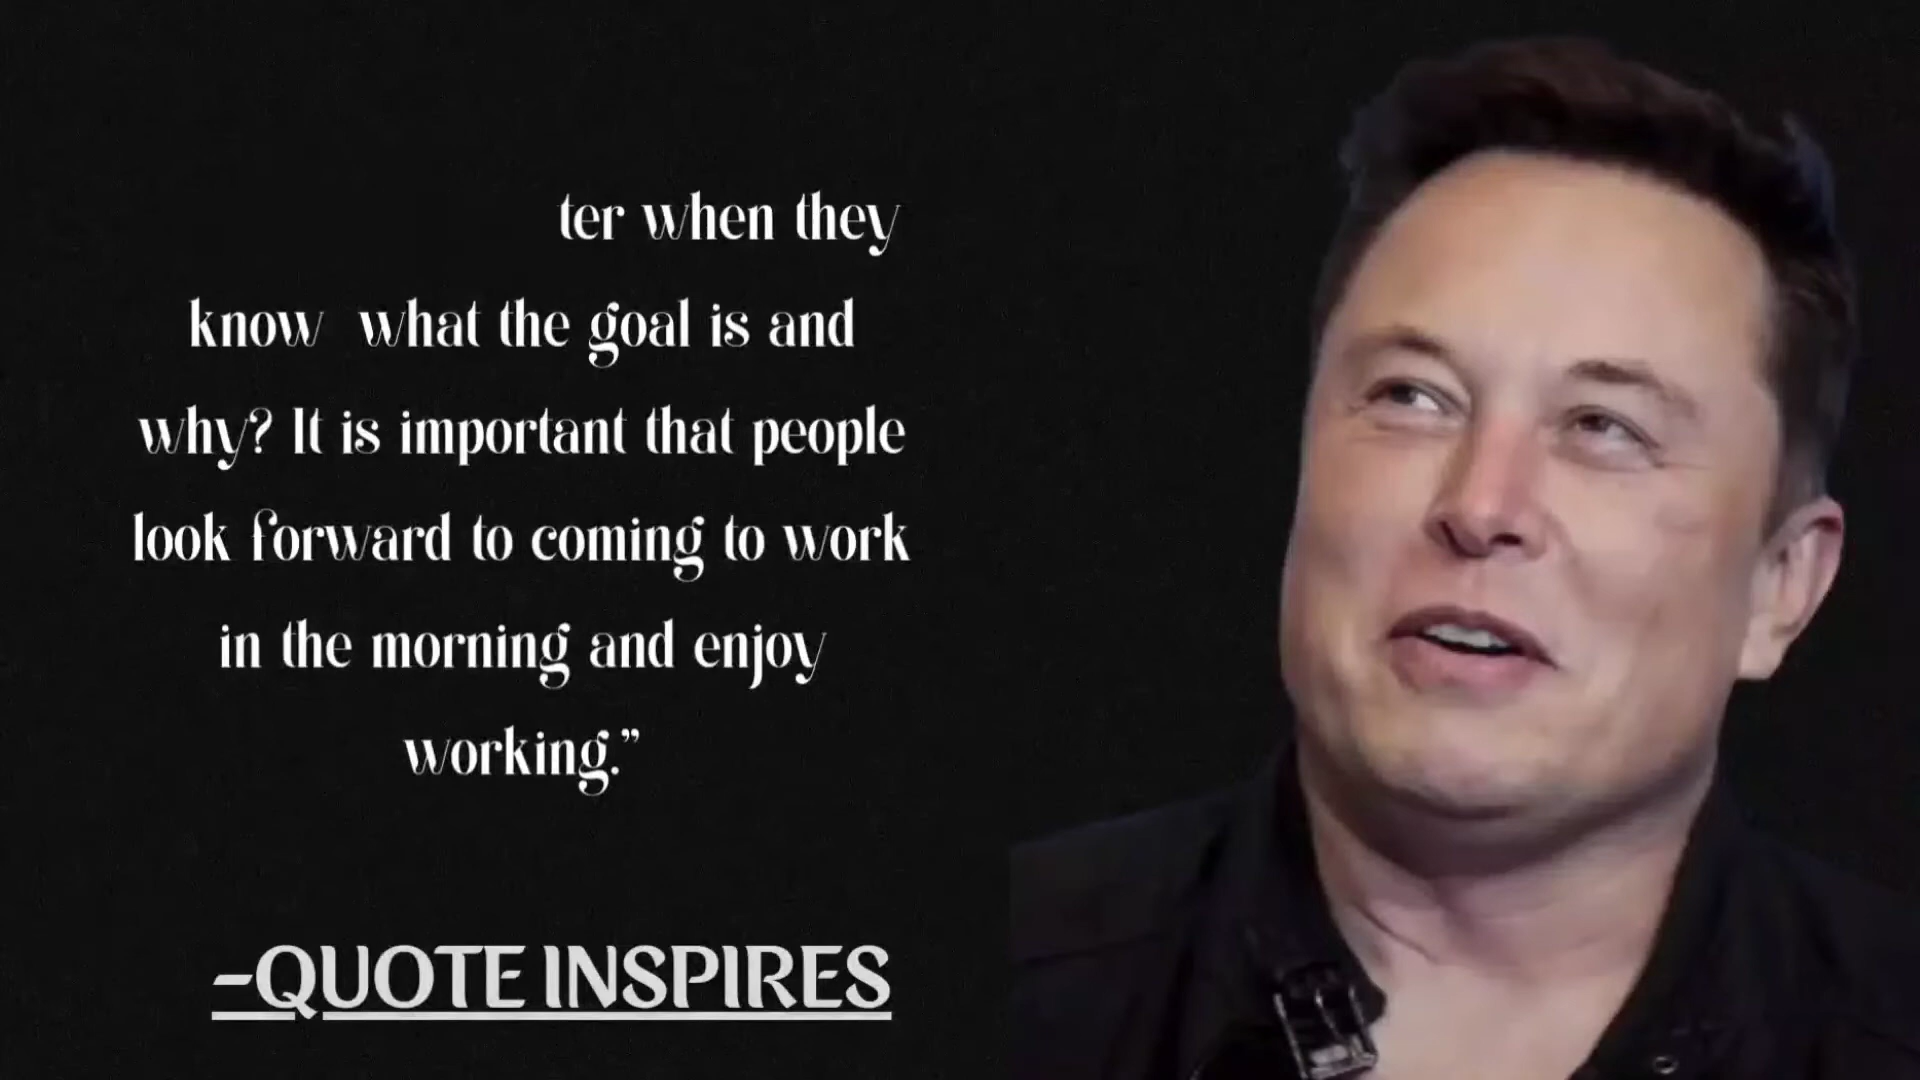 ter when they
know what the goal is and
why? It is important that people
look forward to coming to work
in the morning and enjoy
working.”
-QUOTE INSPIRES